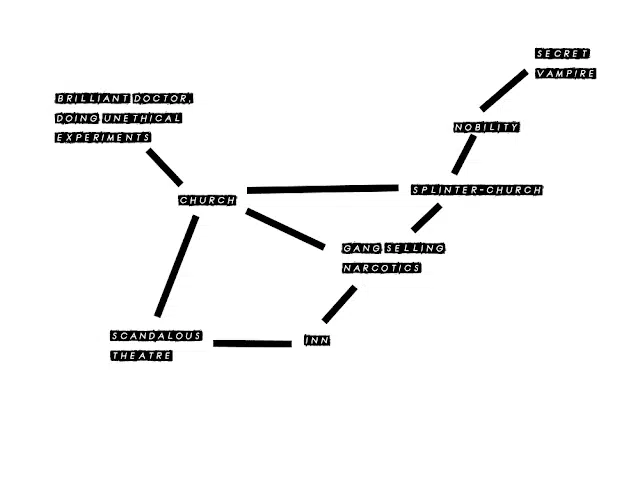 SECRET
VAMPIRE
BRILLIANT DOCTOR,
DOING UNETHICAL
EXPERIMENTS
NOBILITY
SPLINTER-CHURCH
CHURCH
GANG SELLING
NARCOTICS
SCANDALOUS
THEATRE
INN